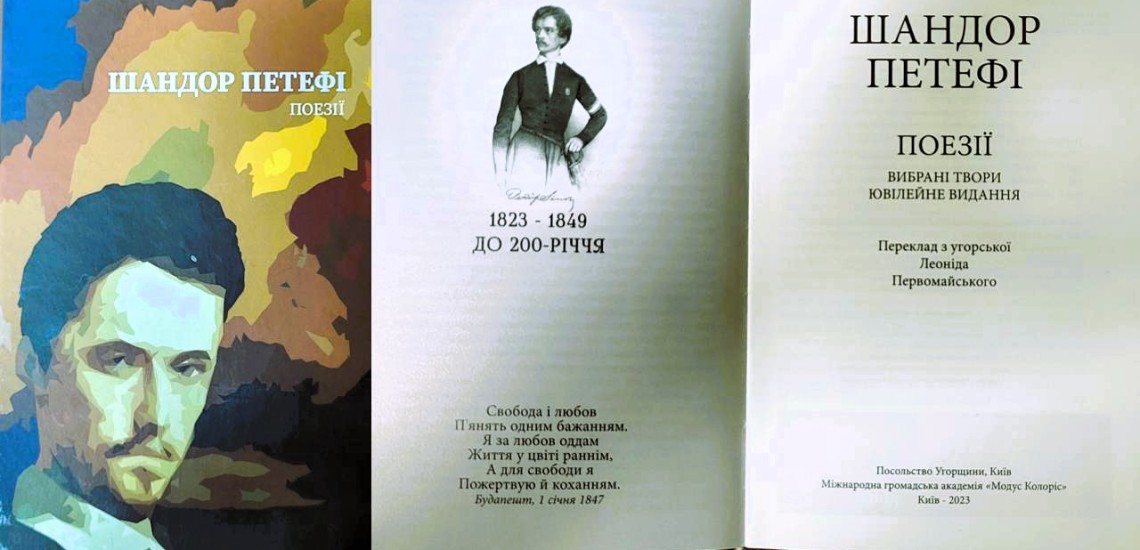 ШАНДОР ПЕТЕФІ
ПОЕЗІЇ
1823 - 1849
ДО 200-РІЧЧЯ
Свобода і любов
П'янять одним бажанням.
Я за любов оддам
Життя у цвіті раннім,
А для свободи я
Пожертвую й коханням.
Будапешт, 1 січня 1847
ШАНДОР
ПЕТЕФІ
ПОЕЗІЇ
ВИБРАНІ ТВОРИ
ЮВІЛЕЙНЕ ВИДАННЯ
Переклад з угорської
Леоніда
Первомайського
Посольство Угорщини, Київ
Міжнародна громадська академія «Модус Колоріс»
Київ - 2023